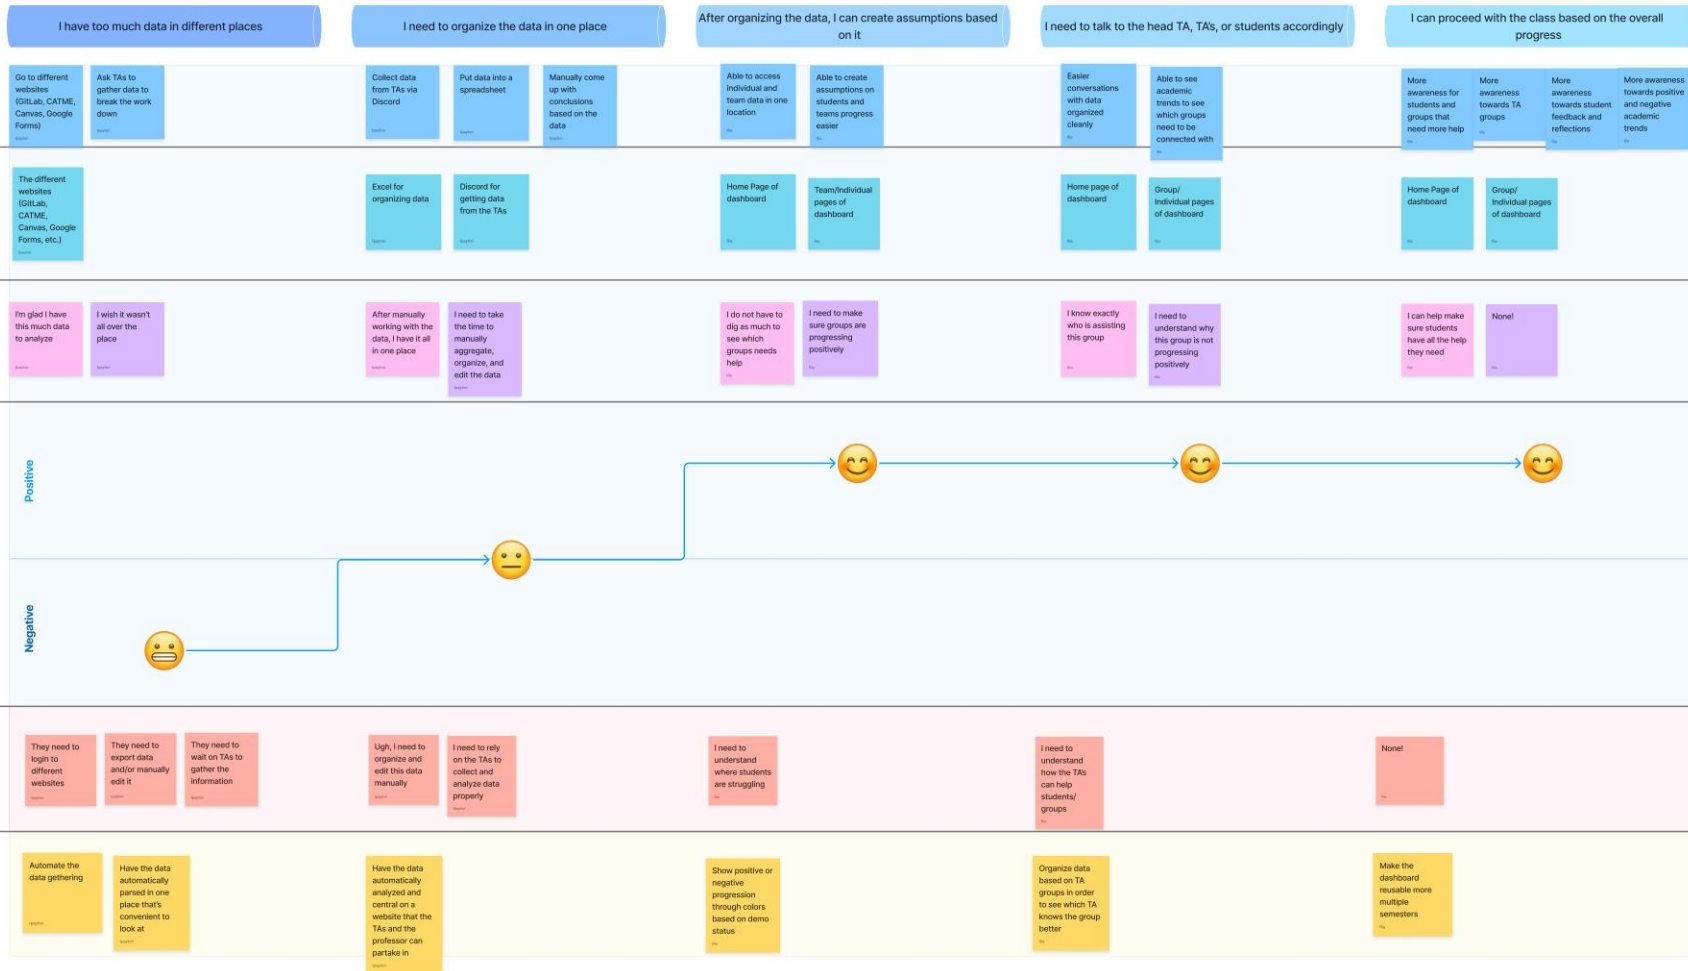 I have too much data in different places
I need to organize the data in one place
After organizing the data, I can create assumptions based
on it
I need to talk to the head TA, TA's, or students accordingly
I can proceed with the class based on the overall
progress
Go to different
websites
(GitLab, CATME,
Canvas, Google
Forms)
Ask TAs to
gather data to
break the work
down
Collect data
from TAs via
Discord
Put data into a
spreadsheet
Manually come
up with
conclusions
based on the
data
Able to access
individual and
team data in one
location
Able to create
assumptions on
students and
teams progress
easier
Easier
conversations
with data
organized
cleanly
Able to see
academic
trends to see
which groups
need to be
connected with
More
awareness for
students and
groups that
need more help
More
awareness
towards TA
groups
More
awareness
towards student
feedback and
reflections
More awareness
towards positive
and negative
academic
trends
The different
websites
(GitLab,
CATME,
Canvas, Google
Forms, etc.)
Excel for
organizing data
Discord for
getting data
from the TAs
Home Page of
dashboard
Team/Individual
pages of
dashboard
Home page of
dashboard
Group/
Individual pages
of dashboard
Home Page of
dashboard
Group/
Individual pages
of dashboard
I'm glad I have
this much data
to analyze
I wish it wasn't
all over the
place
After manually
working with the
data, I have it all
in one place
I need to take
the time to
manually
aggregate,
organize, and
edit the data
I do not have to
dig as much to
see which
groups needs
help
I need to make
sure groups are
progressing
positively
I know exactly
who is assisting
this group
I need to
understand why
this group is not
progressing
positively
I can help make
sure students
have all the help
they need
None!
Positive
Negative
They need to
login to
different
websites
They need to
export data
and/or manually
edit it
They need to
wait on TAs to
gather the
information
Ugh, I need to
organize and
edit this data
manually
I need to rely
on the TAs to
collect and
analyze data
properly
I need to
understand
where students
are struggling
I need to
understand
how the TA's
can help
students/
groups
None!
Automate the
data gethering
Have the data
automatically
parsed in one
place that's
convenient to
look at
Have the data
automatically
analyzed and
central on a
website that the
TAs and the
professor can
partake in
Show positive or
negative
progression
through colors
based on demo
status
Organize data
based on TA
groups in order
to see which TA
knows the group
better
Make the
dashboard
reusable more
multiple
semesters